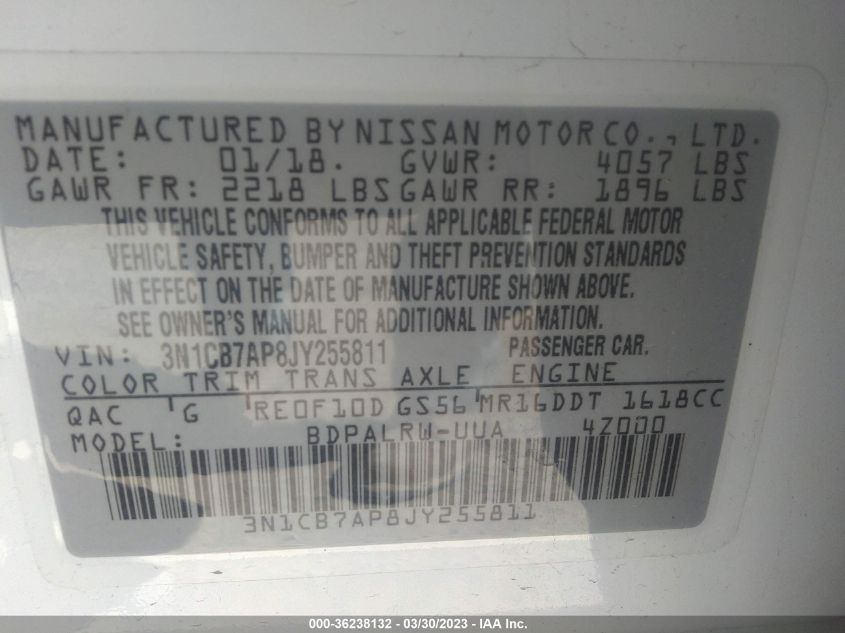 MANUFACTURED BY NISSAN MOTOR CO., LTD.
DATE: 01/18. GVWR: 4057 LBS
GAWR FR: 2218 LBS GAWR RR: 1896 LBS
THIS VEHICLE CONFORMS TO ALL APPLICABLE FEDERAL MOTOR
VEHICLE SAFETY, BUMPER AND THEFT PREVENTION STANDARDS
IN EFFECT ON THE DATE OF MANUFACTURE SHOWN ABOVE.
SEE OWNER'S MANUAL FOR ADDITIONAL INFORMATION.
VIN: 3N1CB7AP8JY255811 PASSENGER CAR.
COLOR TRIM TRANS AXLE ENGINE
QAC G RE0F10D GS56 MR16DDT 1618CC
MODEL: BDPALRW-UUA 4Z000
3N1CB7AP8JY255811
000-36238132 - 03/30/2023 - IAA Inc.